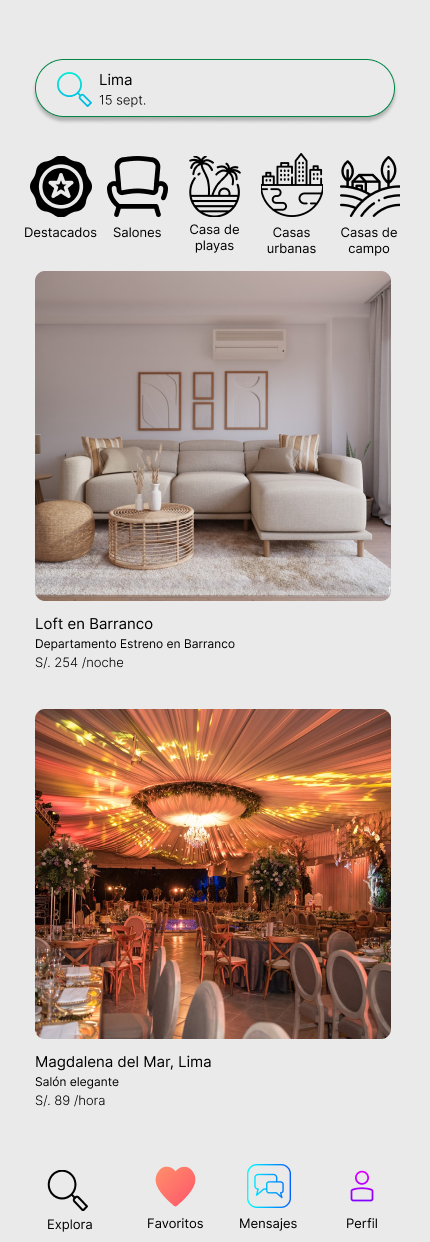 Lima
15 sept.
Destacados
Salones
Casa de
playas
Casas
urbanas
Casas de
campo
Loft en Barranco
Departamento Estreno en Barranco
S/. 254 /noche
Magdalena del Mar, Lima
Salón elegante
S/. 89 /hora
Explora
Favoritos
Mensajes
Perfil